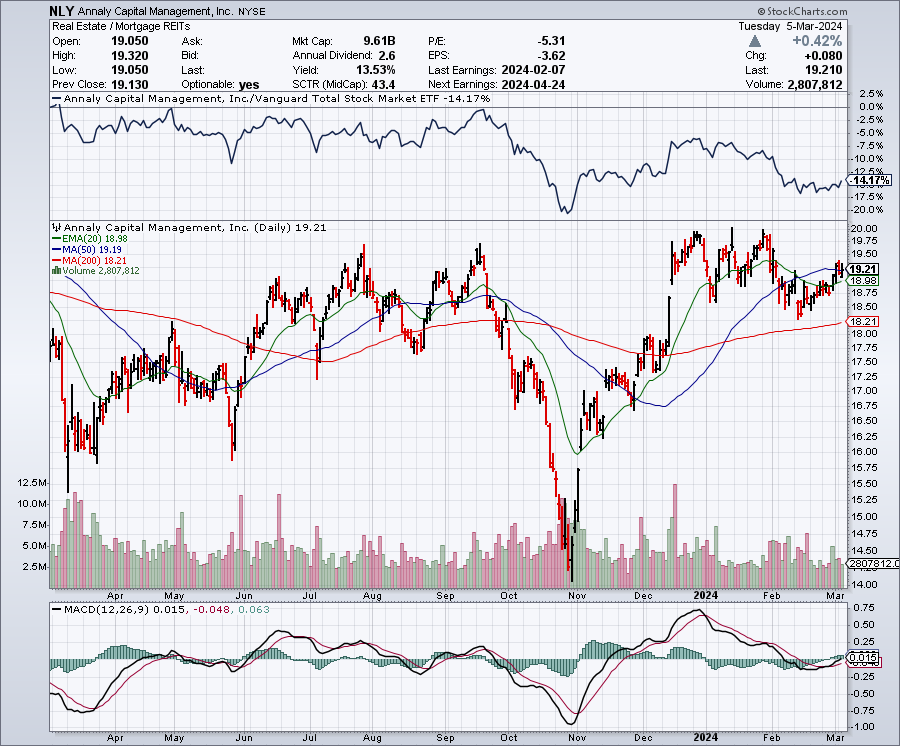 NLY Annaly Capital Management, Inc. NYSE © StockCharts.com
Real Estate / Mortgage REITs Tuesday 5-Mar-2024
Open: 19.050 Ask: Mkt Cap: 9.61B P/E: -5.31 +0.42%
High: 19.320 Bid: Annual Dividend: 2.6 EPS: -3.62 Chg: +0.080
Low: 19.050 Last: Yield: 13.53% Last Earnings: 2024-02-07 Last: 19.210
Prev Close: 19.130 Optionable: yes SCTR (MidCap): 43.4 Next Earnings: 2024-04-24 Volume: 2,807,812
Annaly Capital Management, Inc./Vanguard Total Stock Market ETF -14.17%
2.5%
0.0%
-2.5%
-5.0%
-7.5%
-10.0%
-12.5%
-14.17%
-17.5%
-20.0%
Annaly Capital Management, Inc. (Daily) 19.21
EMA(20) 18.98
MA(50) 19.19
MA(200) 18.21
Volume 2,807,812
20.00
19.75
19.50
19.21
18.98
18.75
18.50
18.21
18.00
17.75
17.50
17.25
17.00
16.75
16.50
16.25
16.00
15.75
15.50
15.25
15.00
14.75
14.50
2807812.0
14.00
12.5M
10.0M
7.5M
5.0M
2.5M
Apr May Jun Jul Aug Sep Oct Nov Dec 2024 Feb Mar
MACD(12,26,9) 0.015, -0.048, 0.063
0.75
0.50
0.25
0.015
-0.25
-0.50
-0.75
-1.00
Apr May Jun Jul Aug Sep Oct Nov Dec 2024 Feb Mar